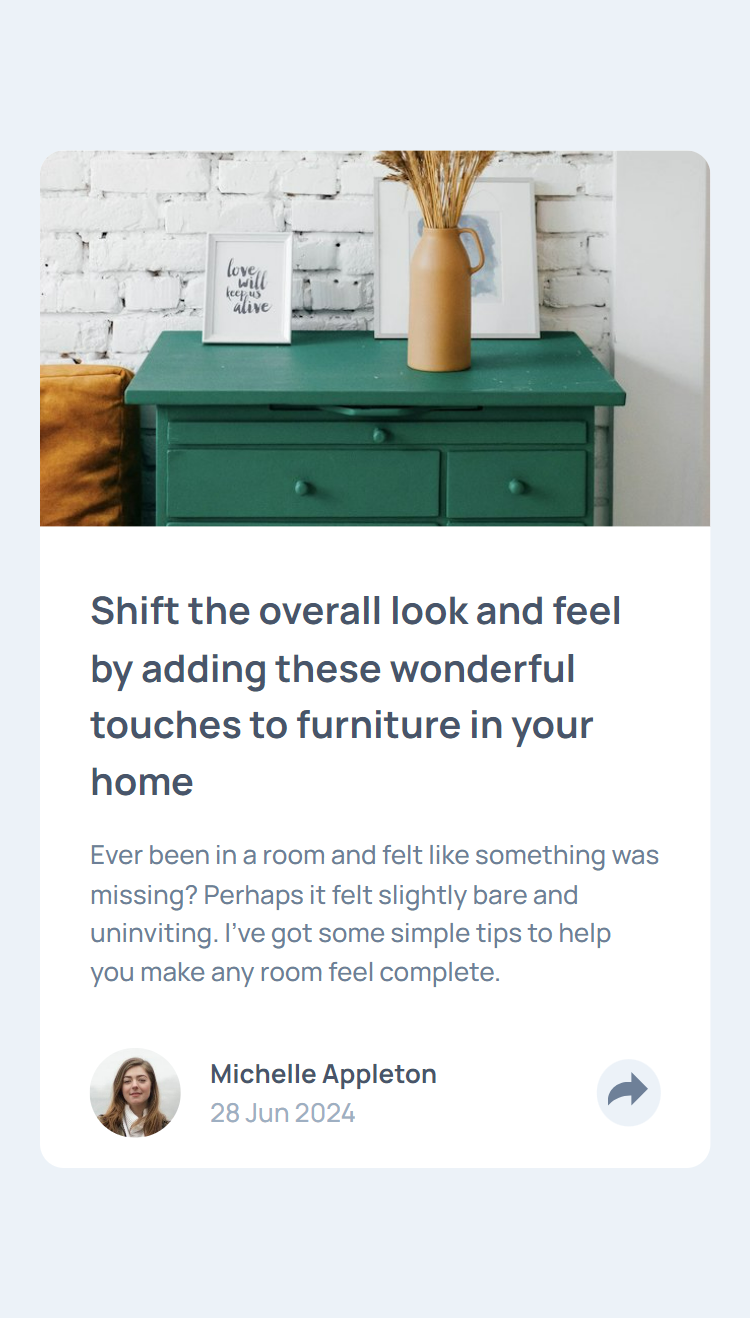 love
will
keep us
alive
Shift the overall look and feel
by adding these wonderful
touches to furniture in your
home
Ever been in a room and felt like something was
missing? Perhaps it felt slightly bare and
uninviting. I’ve got some simple tips to help
you make any room feel complete.
Michelle Appleton
28 Jun 2024